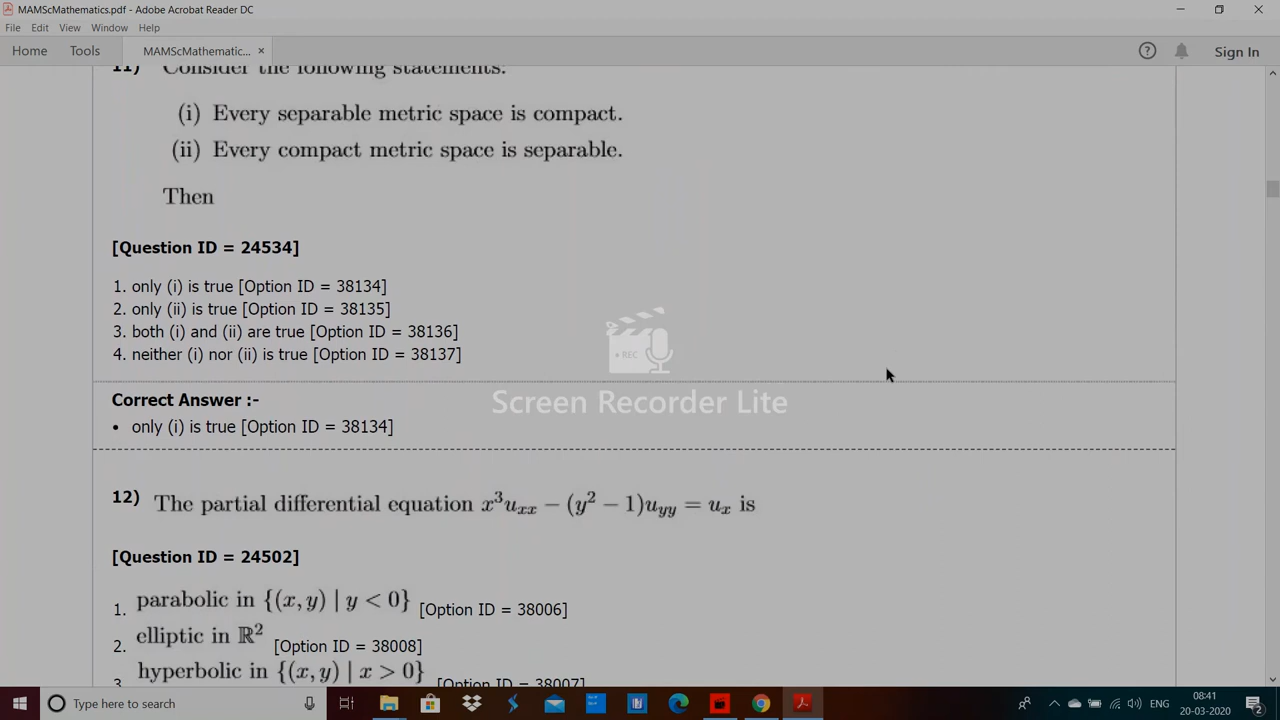 MAMScMathematics.pdf - Adobe Acrobat Reader DC
File Edit View Window Help
Home Tools MAMScMathematic... × Sign In
11) Consider the following statements:
(i) Every separable metric space is compact.
(ii) Every compact metric space is separable.
Then
[Question ID = 24534]
1. only (i) is true [Option ID = 38134]
2. only (ii) is true [Option ID = 38135]
3. both (i) and (ii) are true [Option ID = 38136]
4. neither (i) nor (ii) is true [Option ID = 38137]
• REC
Screen Recorder Lite
Correct Answer :-
• only (i) is true [Option ID = 38134]
12) The partial differential equation x³uₓₓ − (y² − 1)u_yy = uₓ is
[Question ID = 24502]
1. parabolic in {(x, y) | y < 0} [Option ID = 38006]
2. elliptic in ℝ² [Option ID = 38008]
3. hyperbolic in {(x, y) | x > 0} [Option ID = 38007]
Type here to search
ENG
08:41
20-03-2020
2